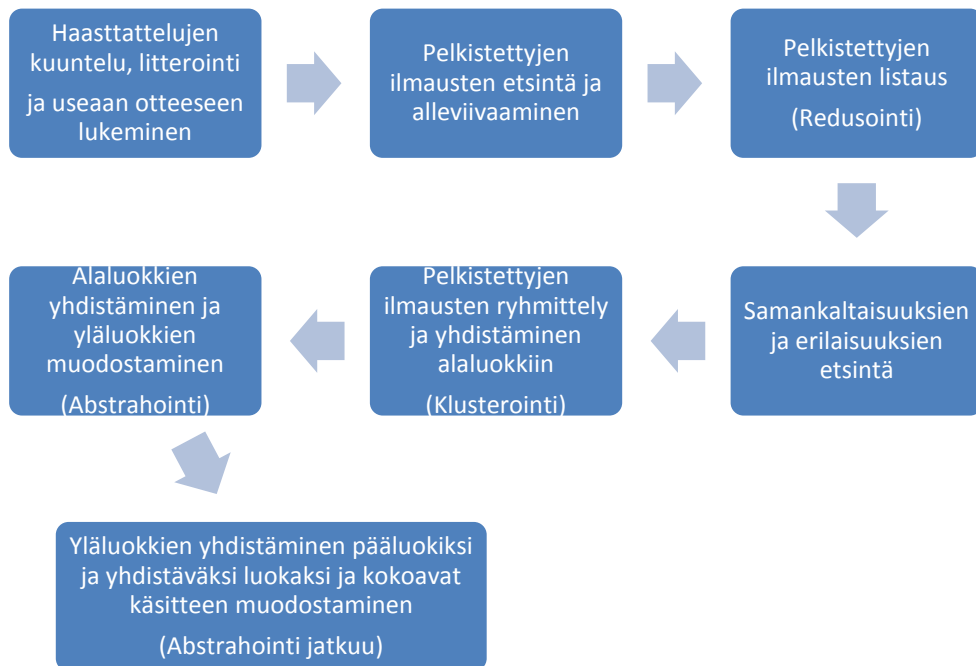 Haasttattelujen
kuuntelu, litterointi
ja useaan otteeseen
lukeminen
Pelkistettyjen
ilmausten etsintä ja
alleviivaaminen
Pelkistettyjen
ilmausten listaus
(Redusointi)
Samankaltaisuuksien
ja erilaisuuksien
etsintä
Pelkistettyjen
ilmausten ryhmittely
ja yhdistäminen
alaluokkiin
(Klusterointi)
Alaluokkien
yhdistäminen ja
yläluokkien
muodostaminen
(Abstrahointi)
Yläluokkien yhdistäminen pääluokiksi
ja yhdistäväksi luokaksi ja kokoavat
käsitteen muodostaminen
(Abstrahointi jatkuu)